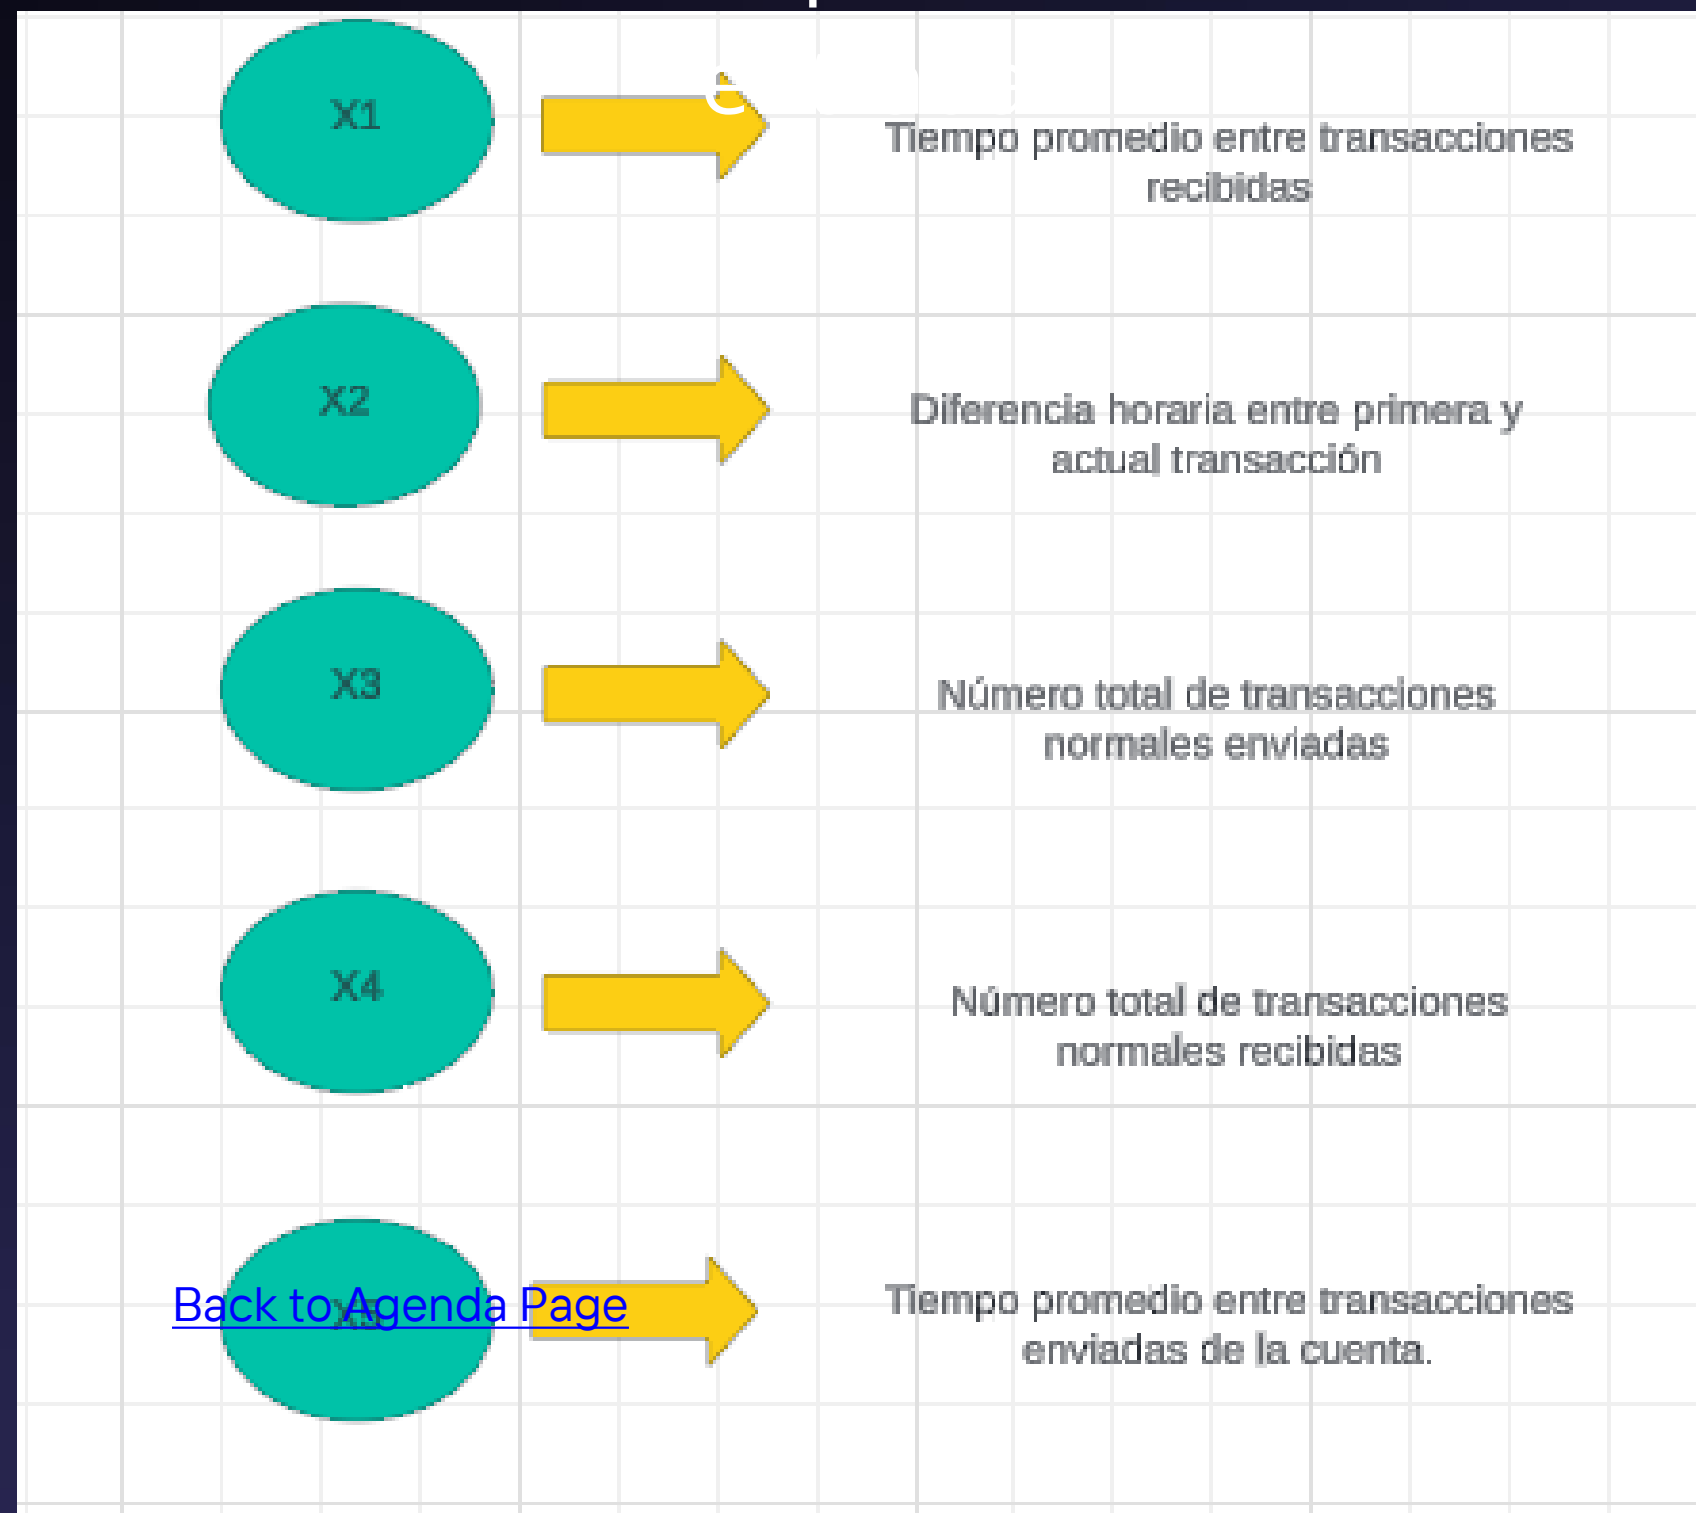 X1
Tiempo promedio entre transacciones
recibidas
X2
Diferencia horaria entre primera y
actual transacción
X3
Número total de transacciones
normales enviadas
X4
Número total de transacciones
normales recibidas
X5
Back to Agenda Page
Tiempo promedio entre transacciones
enviadas de la cuenta.